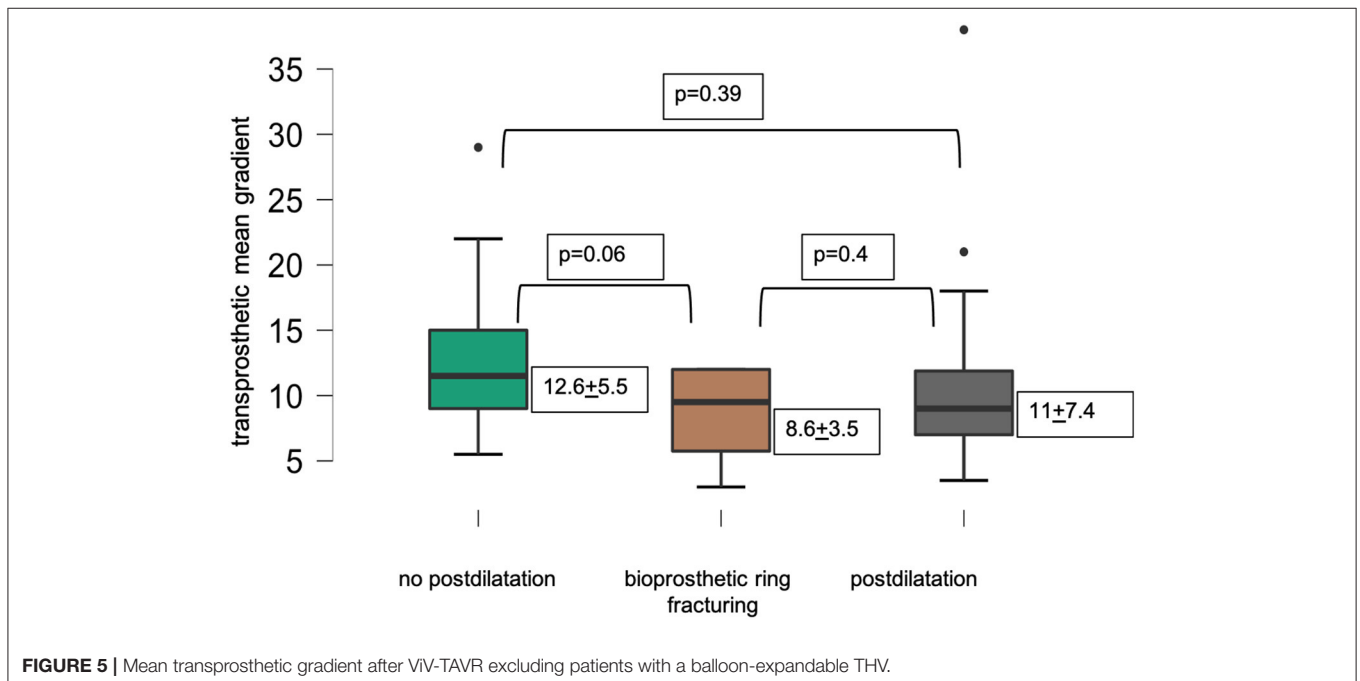 transprosthetic mean gradient
35
30
25
20
15
10
5
p=0.39
p=0.06
p=0.4
12.6±5.5
8.6±3.5
11±7.4
no postdilatation
bioprosthetic ring
fracturing
postdilatation
FIGURE 5 | Mean transprosthetic gradient after ViV-TAVR excluding patients with a balloon-expandable THV.